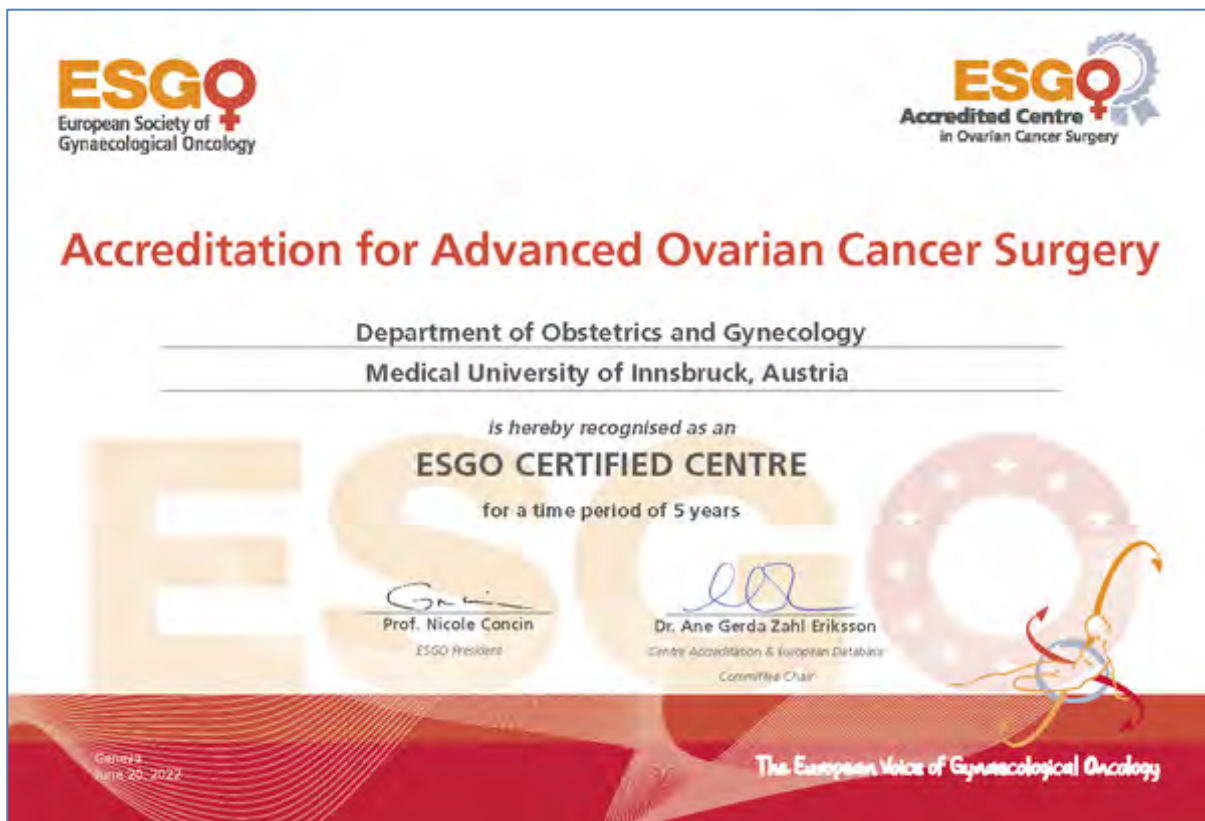 ESGO
European Society of
Gynaecological Oncology
ESGO
Accredited Centre
in Ovarian Cancer Surgery
Accreditation for Advanced Ovarian Cancer Surgery
Department of Obstetrics and Gynecology
Medical University of Innsbruck, Austria
is hereby recognised as an
ESGO CERTIFIED CENTRE
for a time period of 5 years
ESGO
Prof. Nicole Concin
ESGO President
Dr. Ane Gerda Zahl Eriksson
Centre Accreditation & European Database
Committee Chair
Geneva
June 20, 2022
The European Voice of Gynaecological Oncology